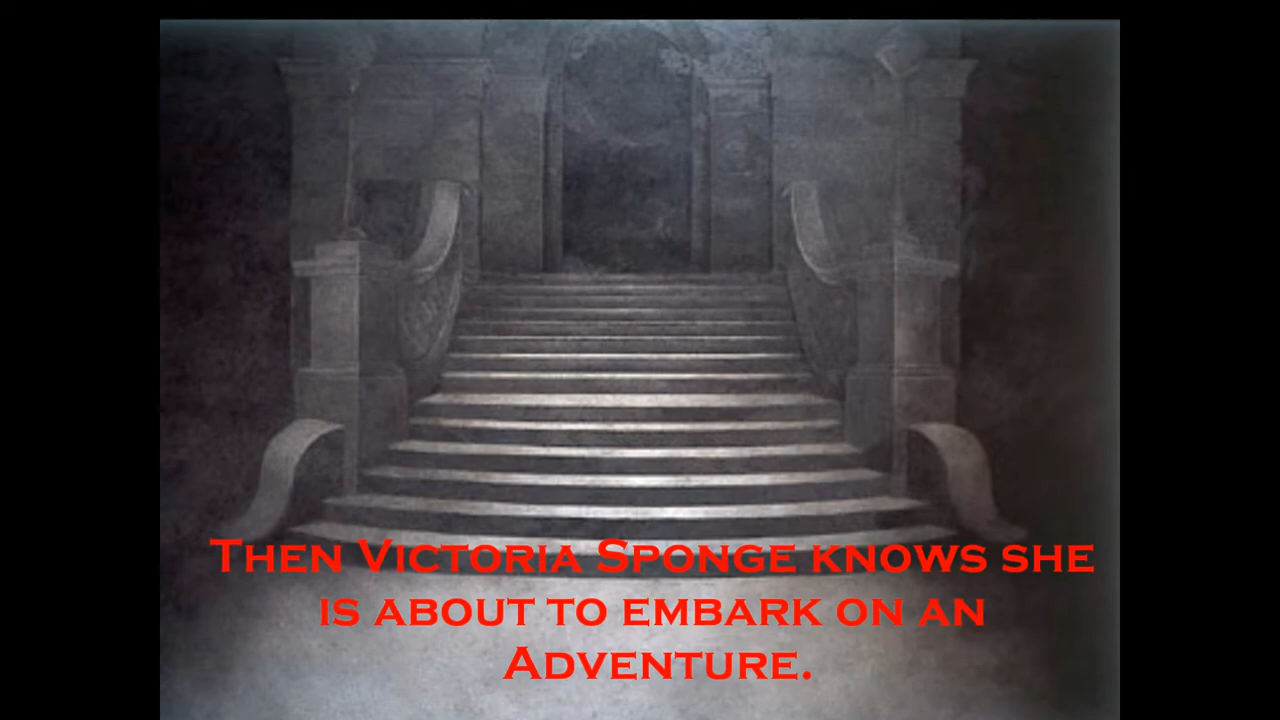 Then Victoria Sponge knows she
is about to embark on an
Adventure.